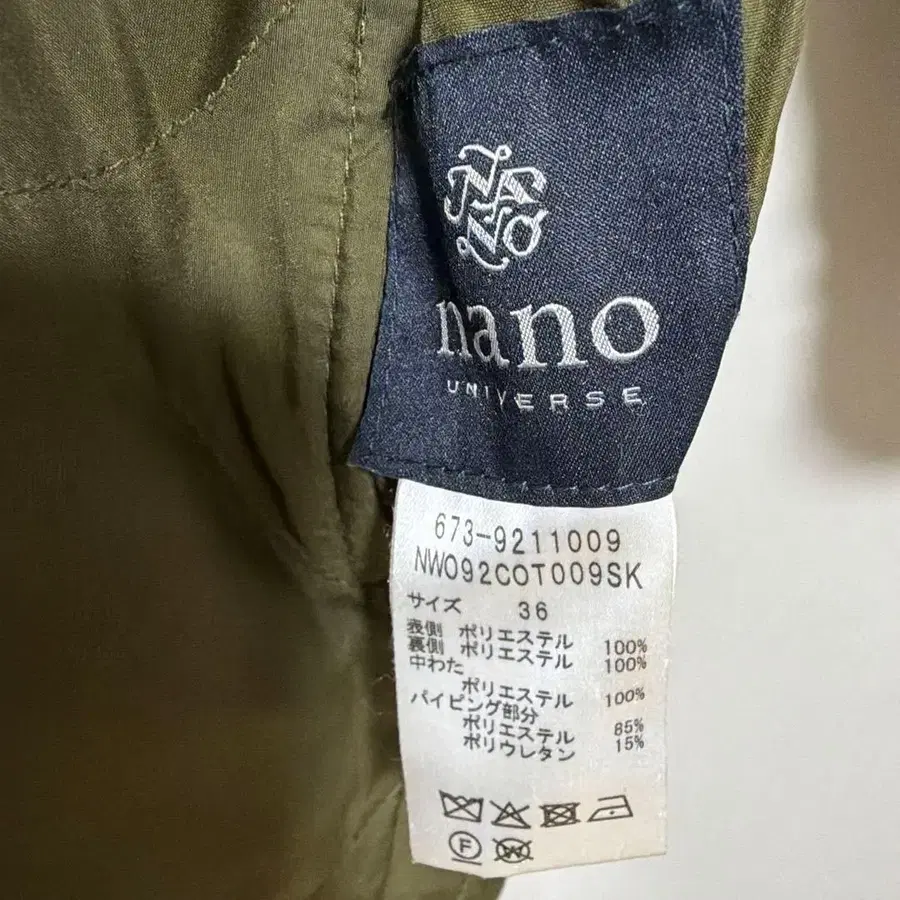 NANO
nano
UNIVERSE
673-9211009
NW092COT009SK
サイズ 36
表側 ポリエステル 100%
裏側 ポリエステル 100%
中わた
ポリエステル 100%
パイピング部分
ポリエステル 85%
ポリウレタン 15%
F
W